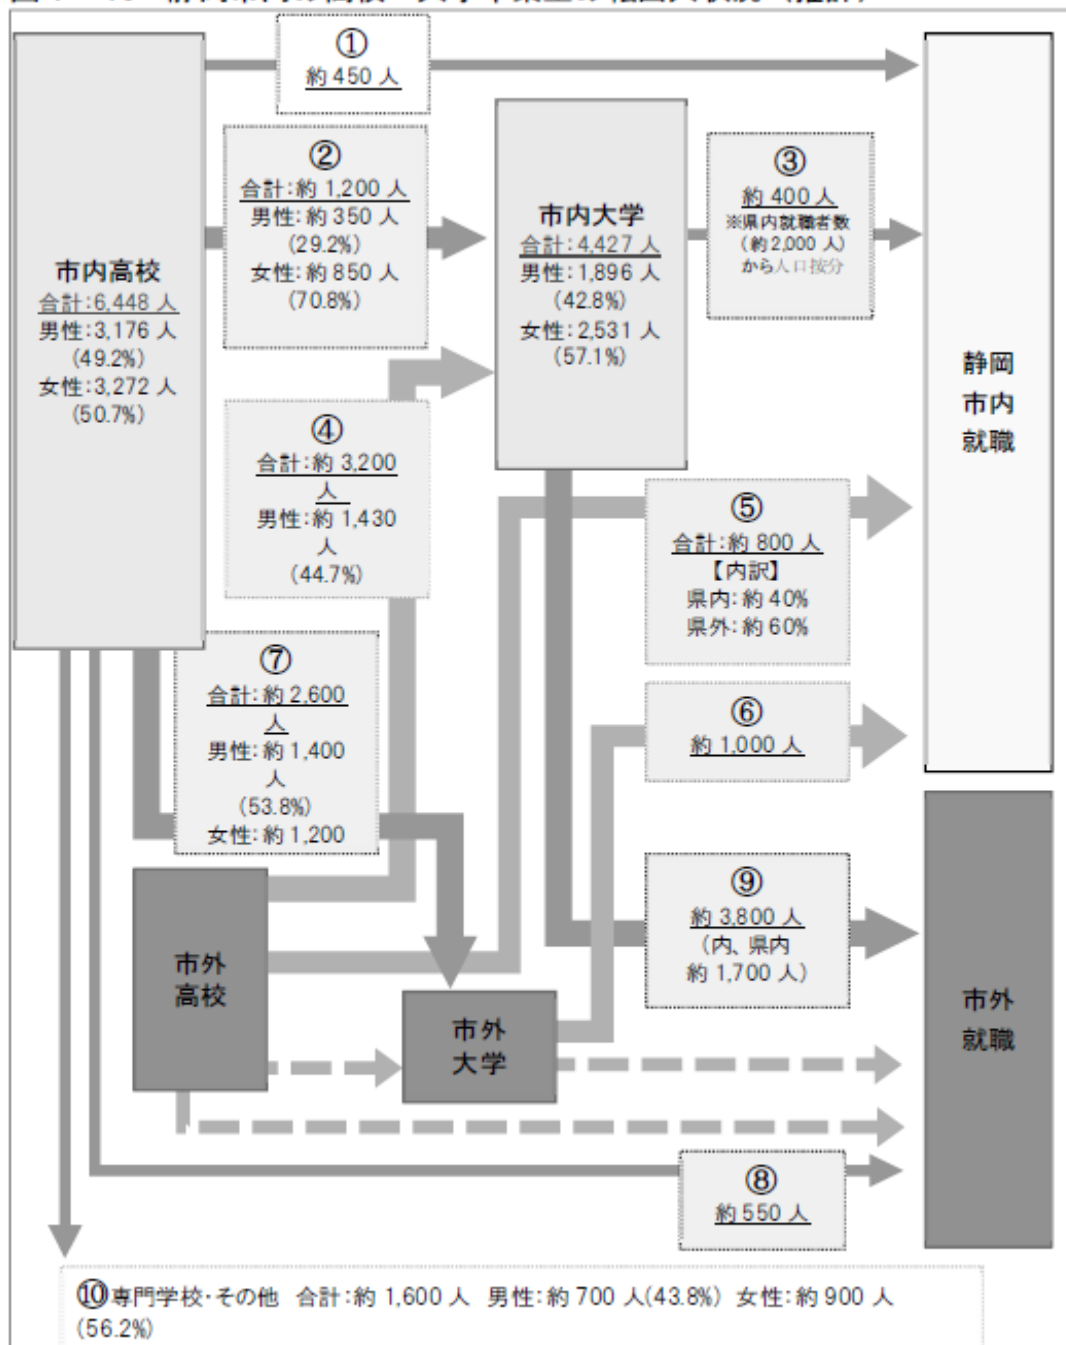 ①
約 450 人
②
合計:約 1,200 人
男性:約 350 人
(29.2%)
女性:約 850 人
(70.8%)
③
約 400 人
※県内就職者数
(約 2,000 人)
から人口按分
市内大学
合計:4,427 人
男性:1,896 人
(42.8%)
女性:2,531 人
(57.1%)
市内高校
合計:6,448 人
男性:3,176 人
(49.2%)
女性:3,272 人
(50.7%)
静岡
市内
就職
④
合計:約 3,200
人
男性:約 1,430
人
(44.7%)
⑤
合計:約 800 人
【内訳】
県内:約 40%
県外:約 60%
⑦
合計:約 2,600
人
男性:約 1,400
人
(53.8%)
女性:約 1,200
⑥
約 1,000 人
⑨
約 3,800 人
(内、県内
約 1,700 人)
市外
高校
市外
大学
市外
就職
⑧
約 550 人
⑩専門学校・その他 合計:約 1,600 人 男性:約 700 人(43.8%) 女性:約 900 人
(56.2%)